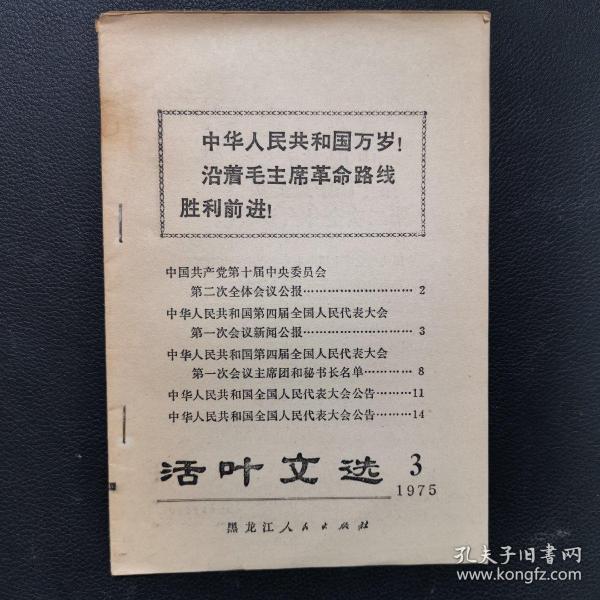 中华人民共和国万岁！
沿着毛主席革命路线
胜利前进！
中国共产党第十届中央委员会
第二次全体会议公报………………………2
中华人民共和国第四届全国人民代表大会
第一次会议新闻公报………………………3
中华人民共和国第四届全国人民代表大会
第一次会议主席团和秘书长名单…………8
中华人民共和国全国人民代表大会公告………11
中华人民共和国全国人民代表大会公告………14
活叶文选 3
1975
黑龙江人民出版社
孔夫子旧书网
www.kongfz.com